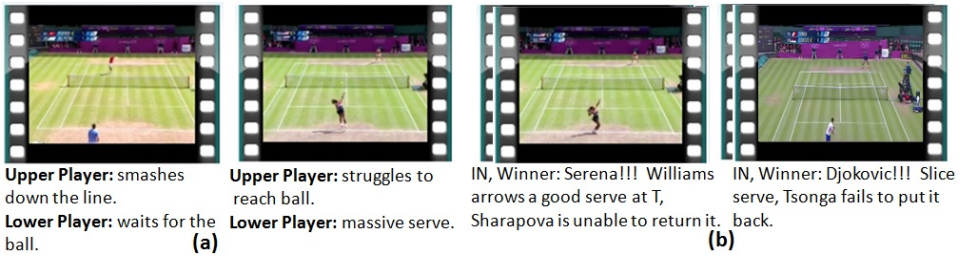 Upper Player: smashes
down the line.
Lower Player: waits for the
ball.
(a)
Upper Player: struggles to
reach ball.
Lower Player: massive serve.
IN, Winner: Serena!!! Williams
arrows a good serve at T,
Sharapova is unable to return it.
(b)
IN, Winner: Djokovic!!! Slice
serve, Tsonga fails to put it
back.